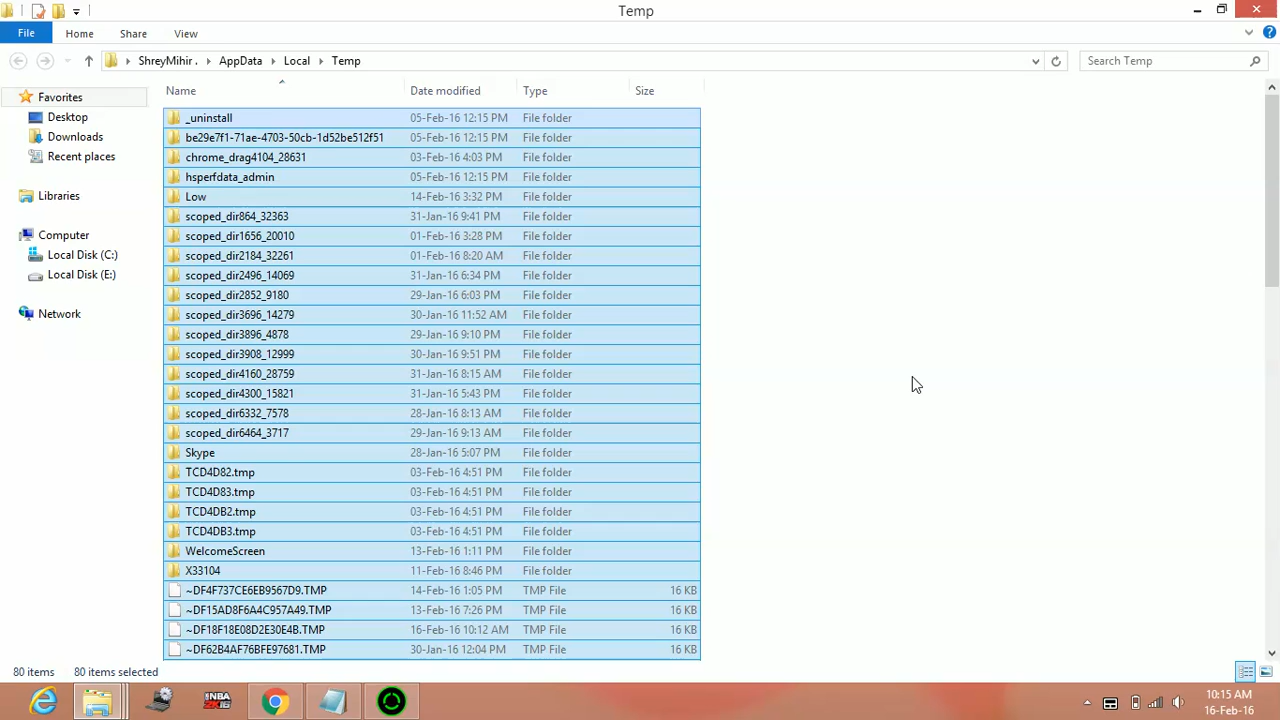 Temp
File Home Share View
ShreyMihir . AppData Local Temp Search Temp
Name Date modified Type Size
Favorites
Desktop
Downloads
Recent places
Libraries
Computer
Local Disk (C:)
Local Disk (E:)
Network
_uninstall 05-Feb-16 12:15 PM File folder
be29e7f1-71ae-4703-50cb-1d52be512f51 05-Feb-16 12:15 PM File folder
chrome_drag4104_28631 03-Feb-16 4:03 PM File folder
hsperfdata_admin 05-Feb-16 12:15 PM File folder
Low 14-Feb-16 3:32 PM File folder
scoped_dir864_32363 31-Jan-16 9:41 PM File folder
scoped_dir1656_20010 01-Feb-16 3:28 PM File folder
scoped_dir2184_32261 01-Feb-16 8:20 AM File folder
scoped_dir2496_14069 31-Jan-16 6:34 PM File folder
scoped_dir2852_9180 29-Jan-16 6:03 PM File folder
scoped_dir3696_14279 30-Jan-16 11:52 AM File folder
scoped_dir3896_4878 29-Jan-16 9:10 PM File folder
scoped_dir3908_12999 30-Jan-16 9:51 PM File folder
scoped_dir4160_28759 31-Jan-16 8:15 AM File folder
scoped_dir4300_15821 31-Jan-16 5:43 PM File folder
scoped_dir6332_7578 28-Jan-16 8:13 AM File folder
scoped_dir6464_3717 29-Jan-16 9:13 AM File folder
Skype 28-Jan-16 5:07 PM File folder
TCD4D82.tmp 03-Feb-16 4:51 PM File folder
TCD4D83.tmp 03-Feb-16 4:51 PM File folder
TCD4DB2.tmp 03-Feb-16 4:51 PM File folder
TCD4DB3.tmp 03-Feb-16 4:51 PM File folder
WelcomeScreen 13-Feb-16 1:11 PM File folder
X33104 11-Feb-16 8:46 PM File folder
~DF4F737CE6EB9567D9.TMP 14-Feb-16 1:05 PM TMP File 16 KB
~DF15AD8F6A4C957A49.TMP 13-Feb-16 7:26 PM TMP File 16 KB
~DF18F18E08D2E30E4B.TMP 16-Feb-16 10:12 AM TMP File 16 KB
~DF62B4AF76BFE97681.TMP 30-Jan-16 12:04 PM TMP File 16 KB
80 items 80 items selected
NBA
2K16
10:15 AM
16-Feb-16